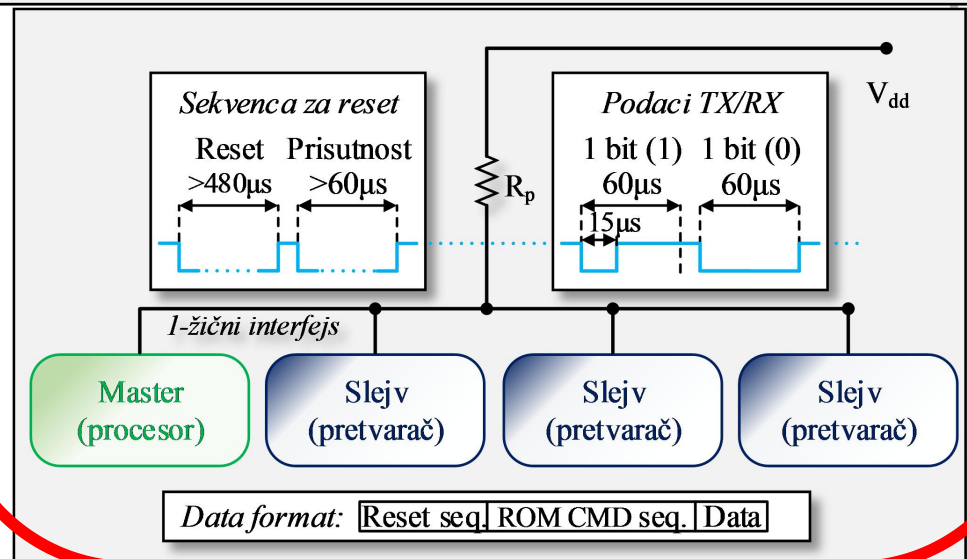 Sekvenca za reset
Reset Prisutnost
>480μs >60μs
Podaci TX/RX
1 bit (1) 1 bit (0)
60μs 60μs
15μs
V_dd
R_p
1-žični interfejs
Master
(procesor)
Slejv
(pretvarač)
Slejv
(pretvarač)
Slejv
(pretvarač)
Data format: Reset seq. ROM CMD seq. Data